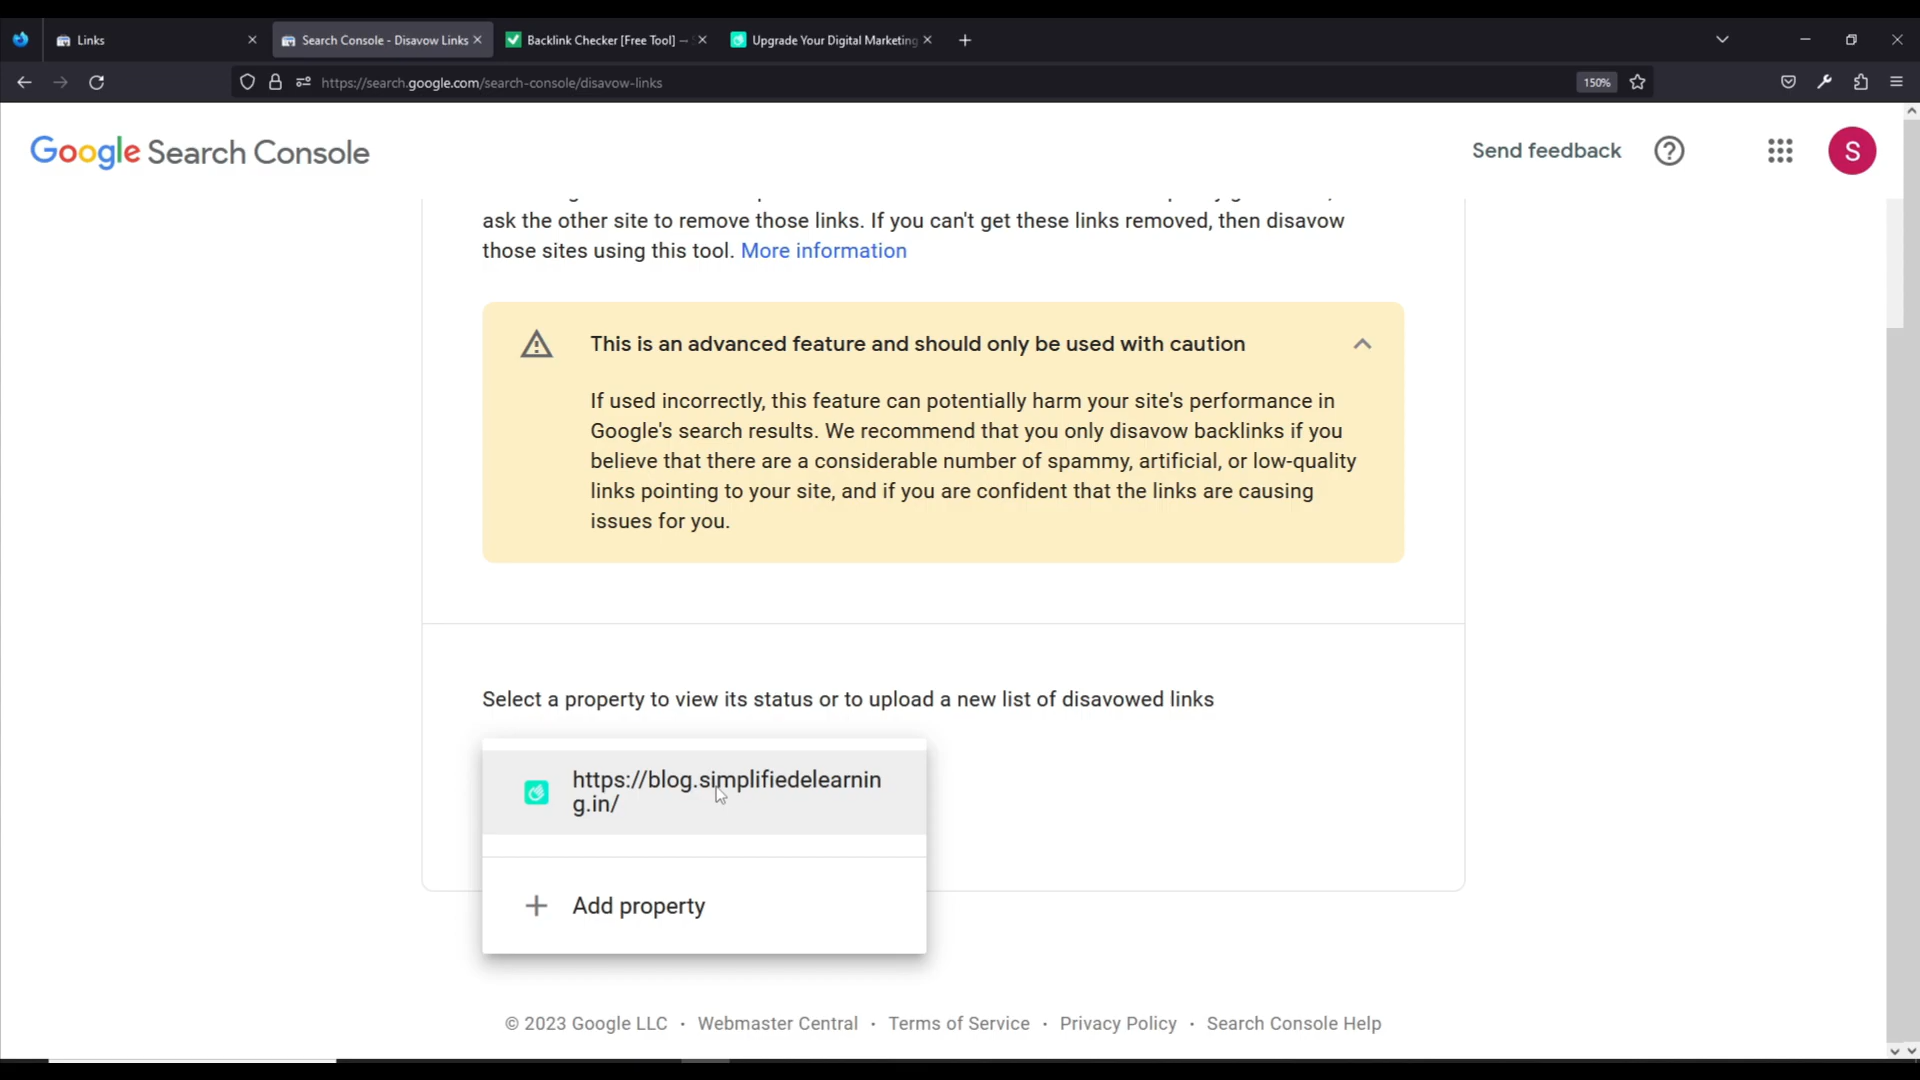 Links
Search Console - Disavow Links
Backlink Checker [Free Tool] —
Upgrade Your Digital Marketing
https://search.google.com/search-console/disavow-links
150%
Google Search Console
Send feedback
S
ask the other site to remove those links. If you can't get these links removed, then disavow
those sites using this tool. More information
This is an advanced feature and should only be used with caution
If used incorrectly, this feature can potentially harm your site's performance in
Google's search results. We recommend that you only disavow backlinks if you
believe that there are a considerable number of spammy, artificial, or low-quality
links pointing to your site, and if you are confident that the links are causing
issues for you.
Select a property to view its status or to upload a new list of disavowed links
https://blog.simplifiedelearnin
g.in/
Add property
© 2023 Google LLC · Webmaster Central · Terms of Service · Privacy Policy · Search Console Help